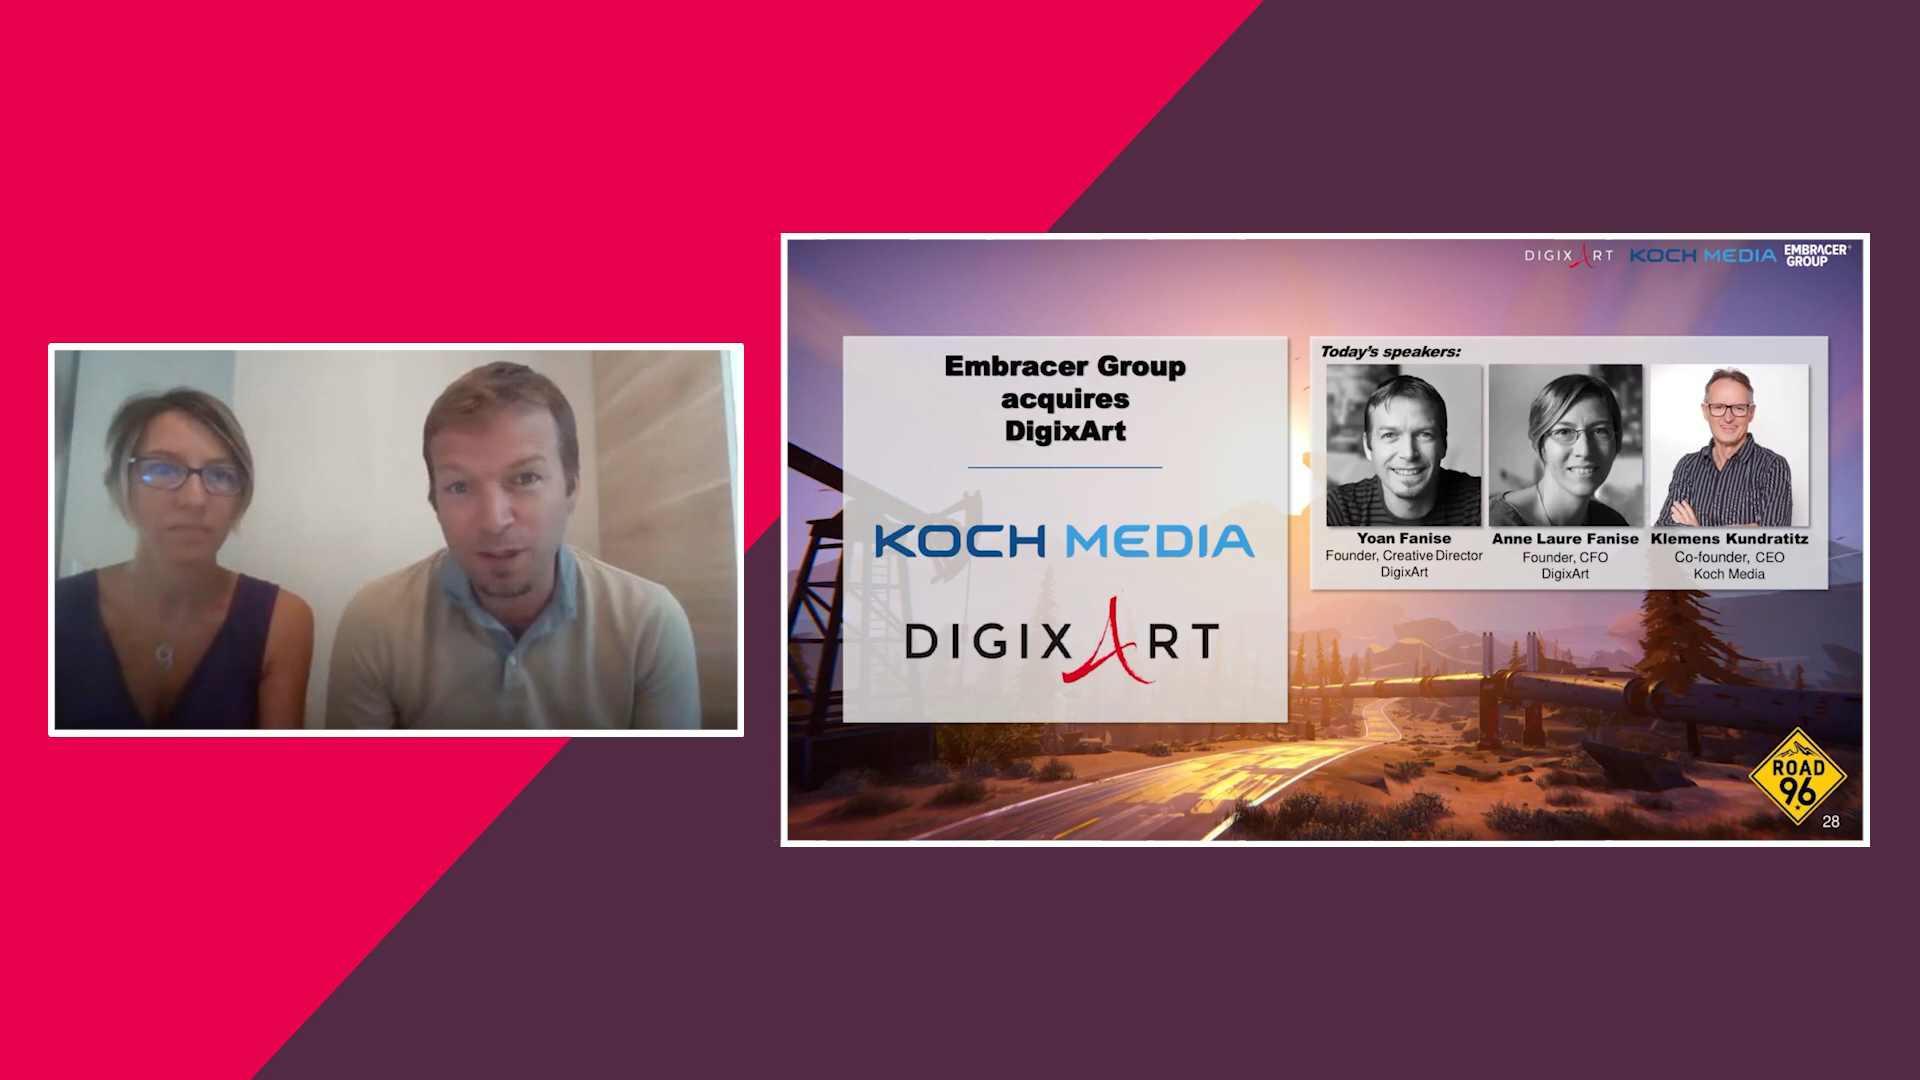 DIGIXART KOCH MEDIA EMBRACER GROUP
Embracer Group
acquires
DigixArt
KOCH MEDIA
DIGIXART
Today's speakers:
Yoan Fanise
Founder, Creative Director
DigixArt
Anne Laure Fanise
Founder, CFO
DigixArt
Klemens Kundratitz
Co-founder, CEO
Koch Media
ROAD
96
28